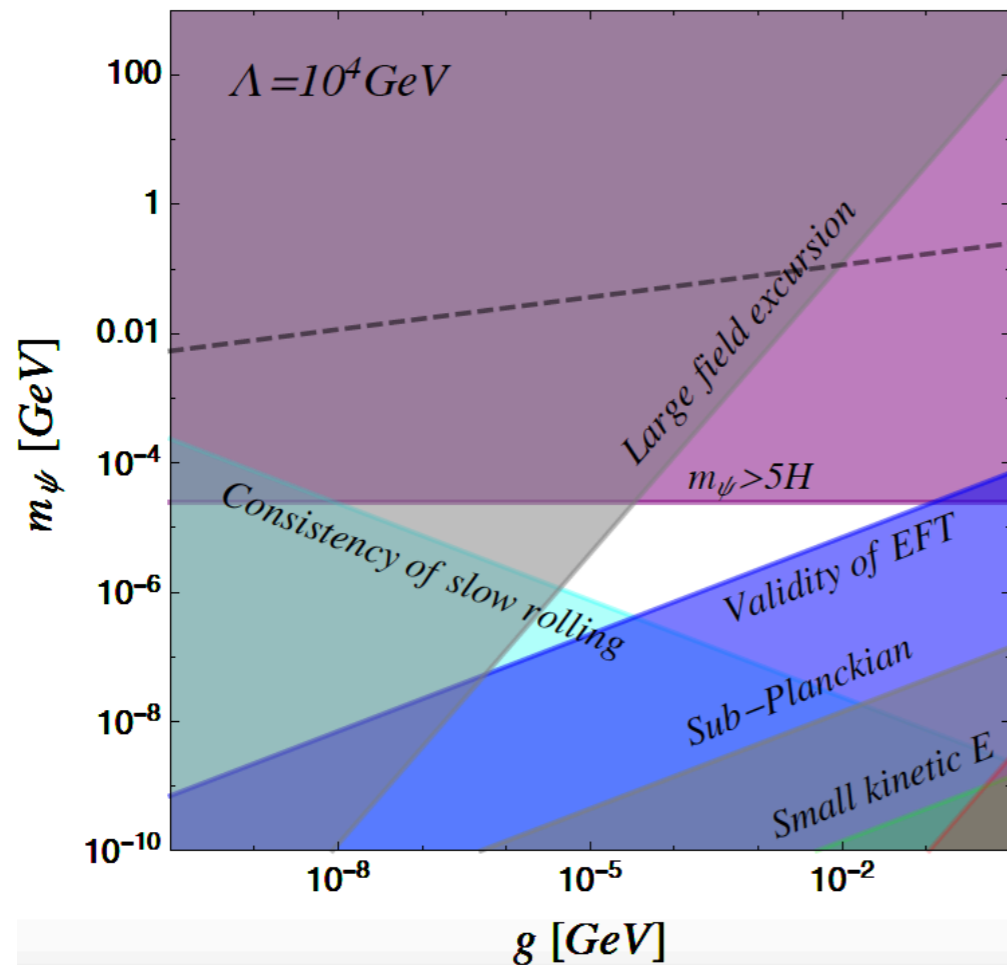 Λ=10⁴GeV
100
1
0.01
10⁻⁴
10⁻⁶
10⁻⁸
10⁻¹⁰
m_ψ [GeV]
Large field excursion
m_ψ>5H
Consistency of slow rolling
Validity of EFT
Sub-Planckian
Small kinetic E
10⁻⁸
10⁻⁵
10⁻²
g [GeV]